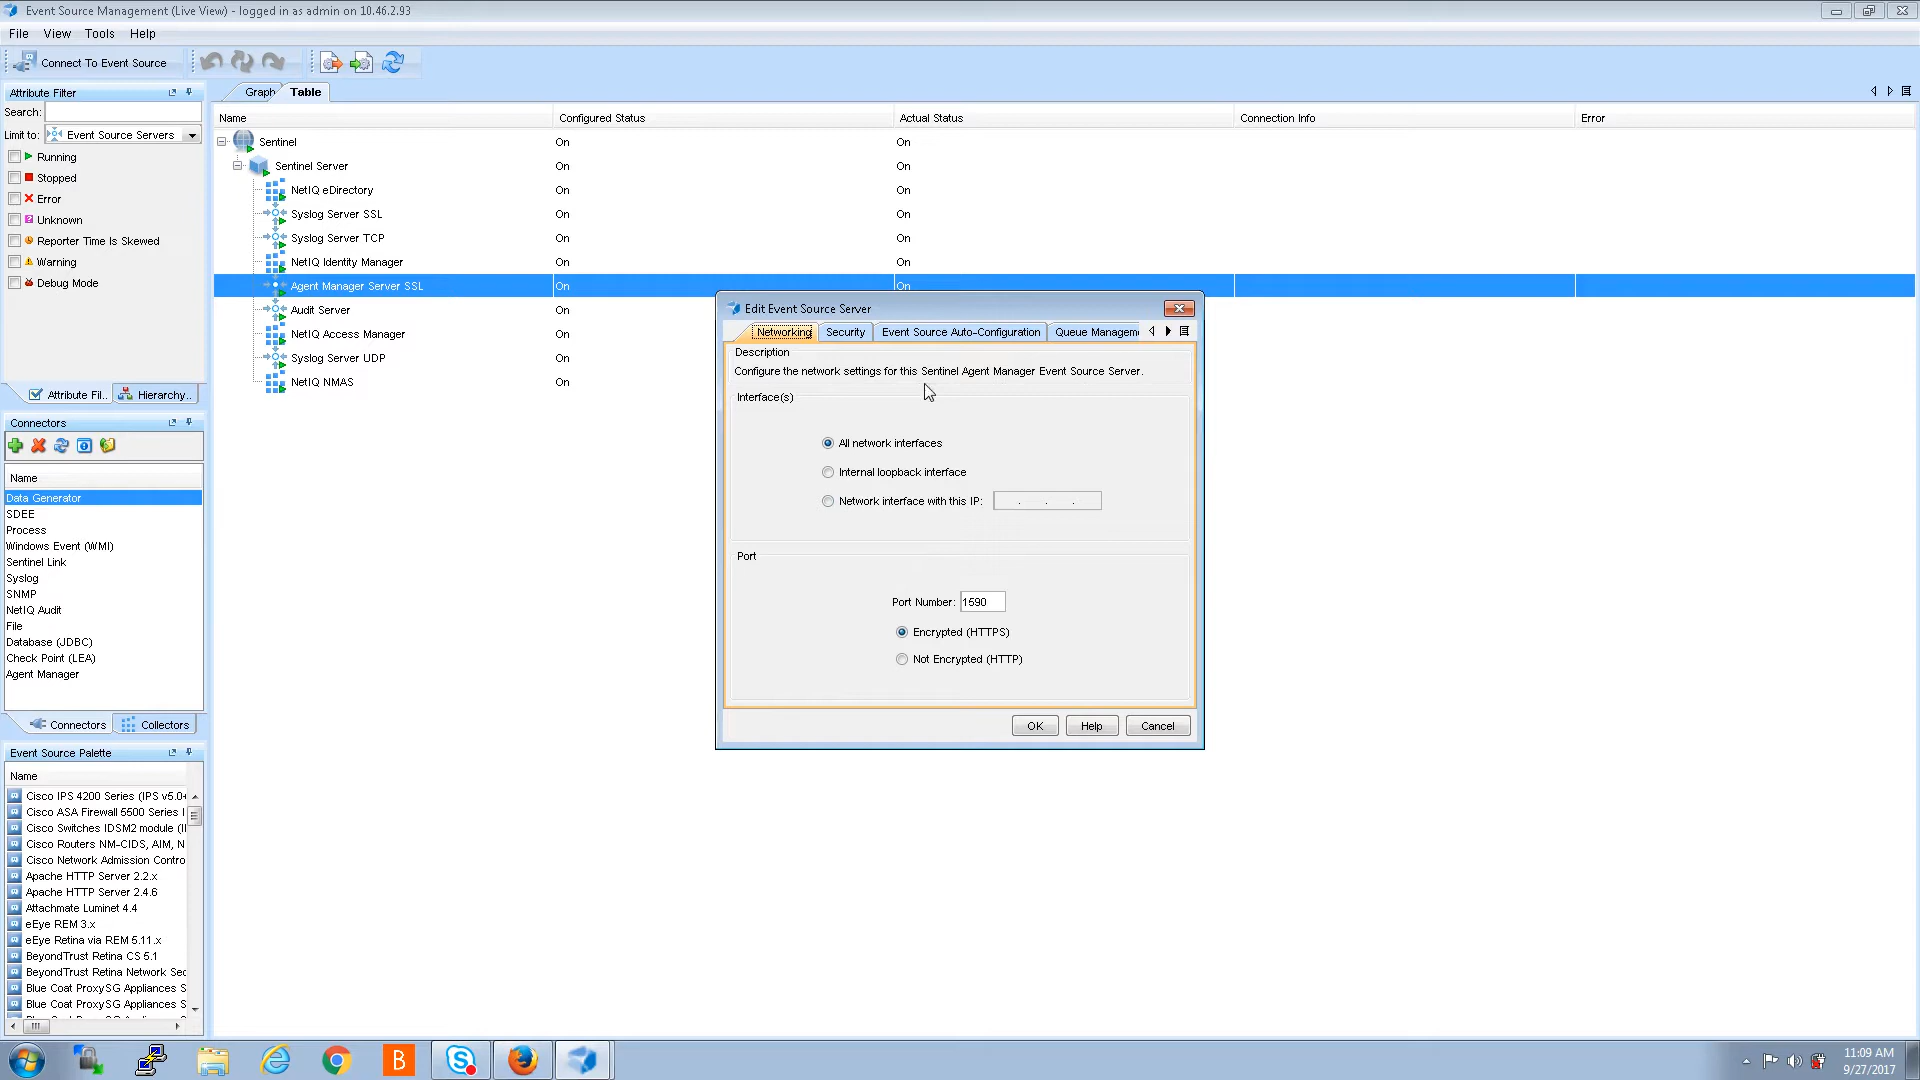 Event Source Management (Live View) - logged in as admin on 10.46.2.93
File View Tools Help
Connect To Event Source
Attribute Filter
Search:
Limit to: Event Source Servers
Running
Stopped
Error
Unknown
Reporter Time Is Skewed
Warning
Debug Mode
Attribute Fil.. Hierarchy..
Connectors
Name
Data Generator
SDEE
Process
Windows Event (WMI)
Sentinel Link
Syslog
SNMP
NetIQ Audit
File
Database (JDBC)
Check Point (LEA)
Agent Manager
Connectors Collectors
Event Source Palette
Name
Cisco IPS 4200 Series (IPS v5.0+
Cisco ASA Firewall 5500 Series I
Cisco Switches IDSM2 module (I
Cisco Routers NM-CIDS, AIM, N
Cisco Network Admission Contro
Apache HTTP Server 2.2.x
Apache HTTP Server 2.4.6
Attachmate Luminet 4.4
eEye REM 3.x
eEye Retina via REM 5.11.x
BeyondTrust Retina CS 5.1
BeyondTrust Retina Network Sec
Blue Coat ProxySG Appliances S
Blue Coat ProxySG Appliances S
Graph Table
Name Configured Status Actual Status Connection Info Error
Sentinel On On
Sentinel Server On On
NetIQ eDirectory On On
Syslog Server SSL On On
Syslog Server TCP On On
NetIQ Identity Manager On On
Agent Manager Server SSL On On
Audit Server On
NetIQ Access Manager On
Syslog Server UDP On
NetIQ NMAS On
Edit Event Source Server
Networking Security Event Source Auto-Configuration Queue Managem
Description
Configure the network settings for this Sentinel Agent Manager Event Source Server.
Interface(s)
All network interfaces
Internal loopback interface
Network interface with this IP: . . .
Port
Port Number: 1590
Encrypted (HTTPS)
Not Encrypted (HTTP)
OK Help Cancel
B
11:09 AM
9/27/2017